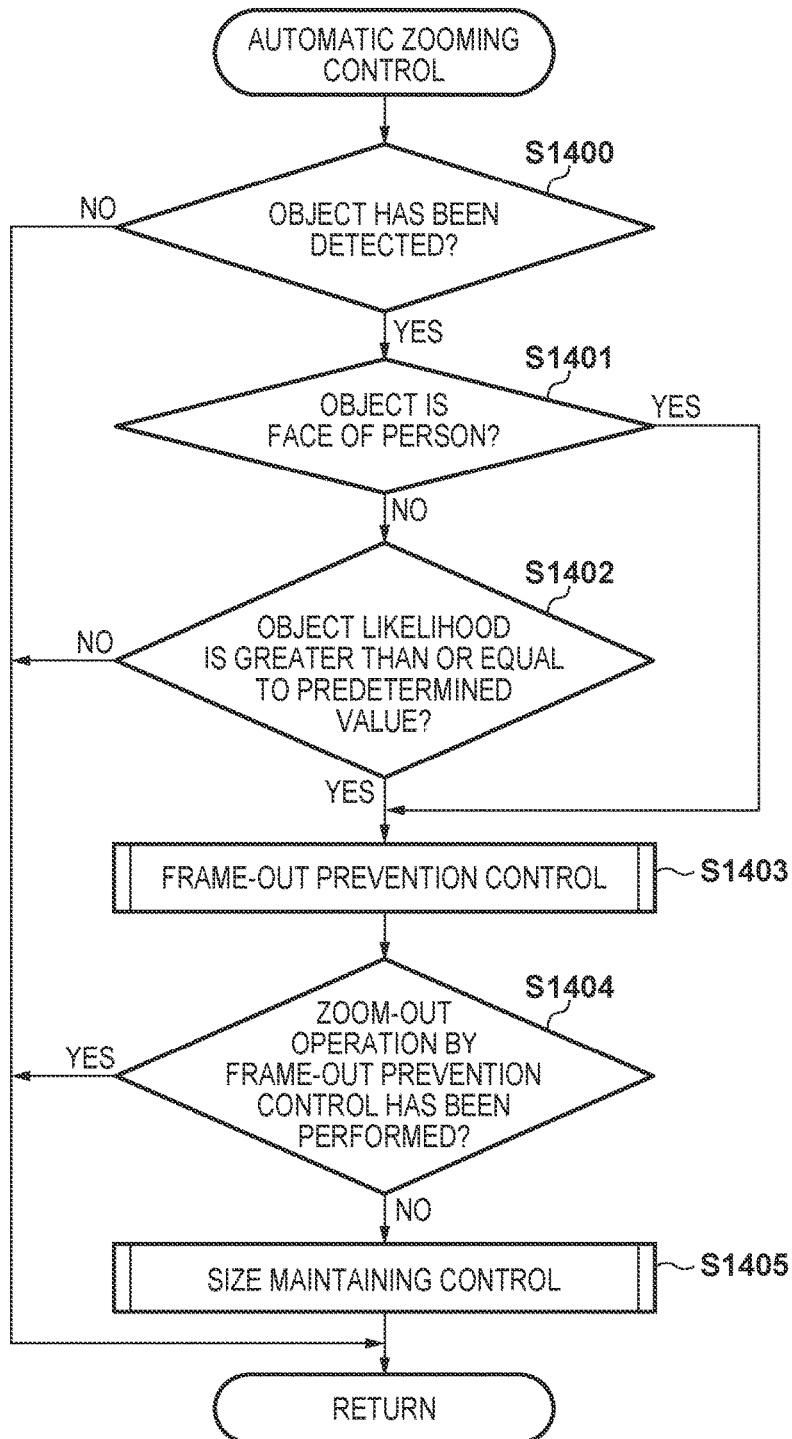 AUTOMATIC ZOOMING
CONTROL
S1400
NO
OBJECT HAS BEEN
DETECTED?
YES
S1401
OBJECT IS
FACE OF PERSON?
YES
NO
S1402
NO
OBJECT LIKELIHOOD
IS GREATER THAN OR EQUAL
TO PREDETERMINED
VALUE?
YES
FRAME-OUT PREVENTION CONTROL
S1403
S1404
ZOOM-OUT
OPERATION BY
YES
FRAME-OUT PREVENTION
CONTROL HAS BEEN
PERFORMED?
NO
SIZE MAINTAINING CONTROL
S1405
RETURN